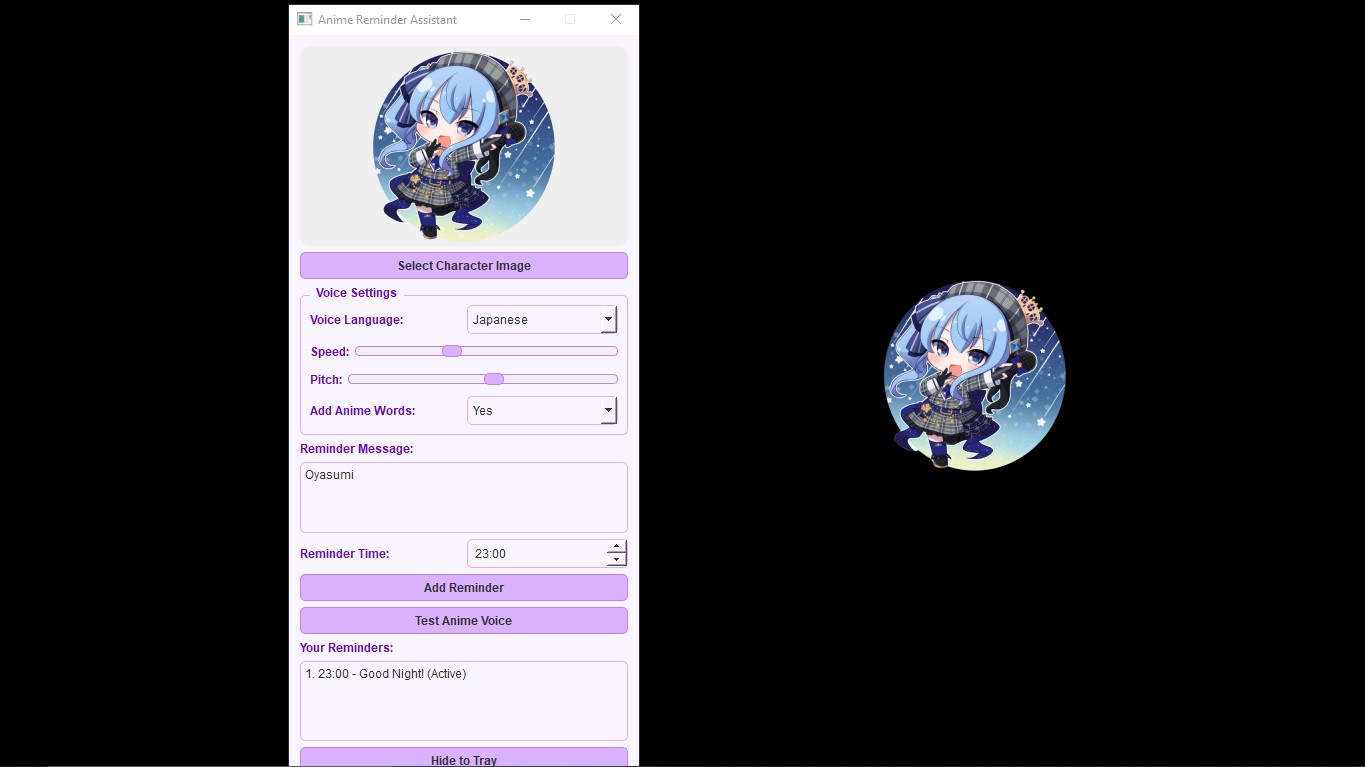 Anime Reminder Assistant
Select Character Image
Voice Settings
Voice Language: Japanese
Speed:
Pitch:
Add Anime Words: Yes
Reminder Message:
Oyasumi
Reminder Time: 23:00
Add Reminder
Test Anime Voice
Your Reminders:
1. 23:00 - Good Night! (Active)
Hide to Tray